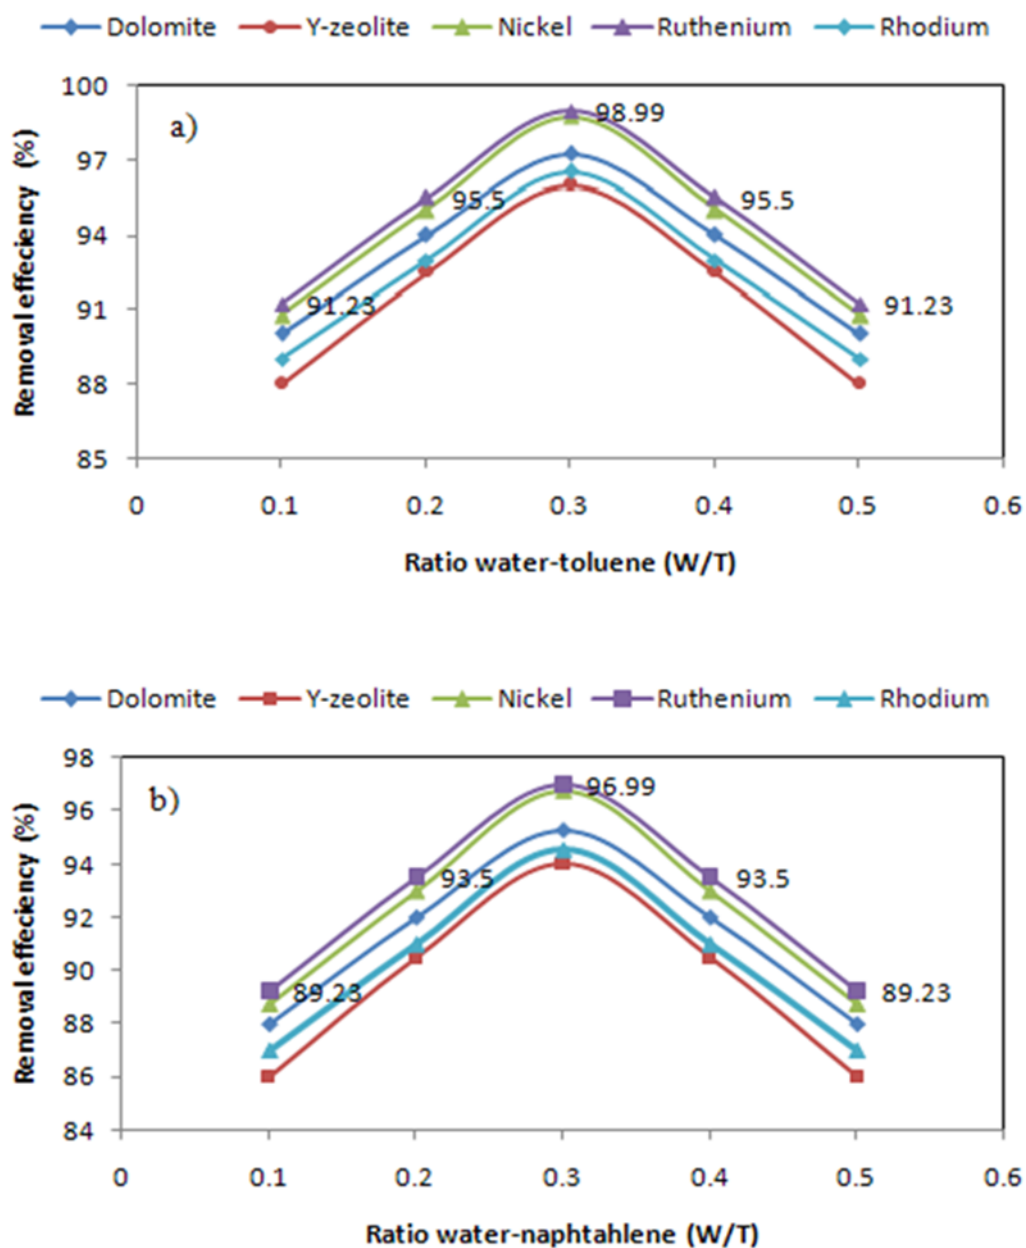 Dolomite Y-zeolite Nickel Ruthenium Rhodium
a)
Removal effeciency (%)
100
97
94
91
88
85
98.99
95.5
95.5
91.23
91.23
0 0.1 0.2 0.3 0.4 0.5 0.6
Ratio water-toluene (W/T)
Dolomite Y-zeolite Nickel Ruthenium Rhodium
b)
Removal effeciency (%)
98
96
94
92
90
88
86
84
96.99
93.5
93.5
89.23
89.23
0 0.1 0.2 0.3 0.4 0.5 0.6
Ratio water-naphtahlene (W/T)